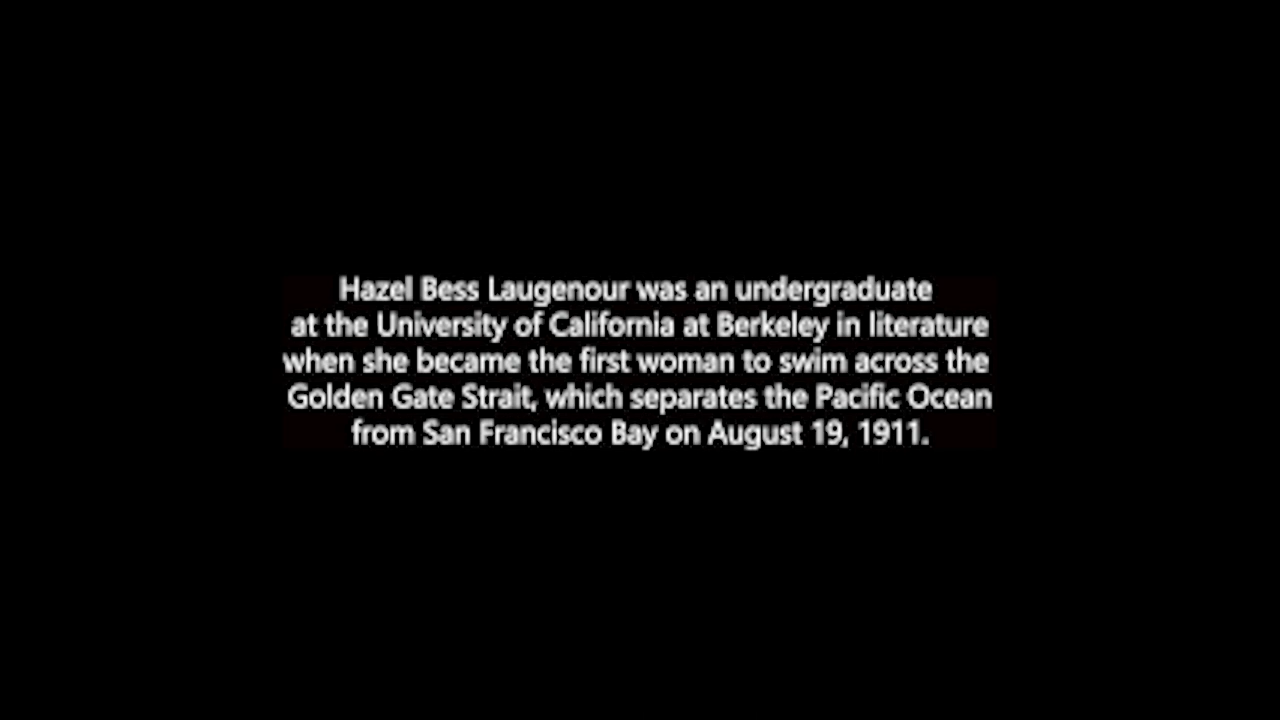 Hazel Bess Laugenour was an undergraduate
at the University of California at Berkeley in literature
when she became the first woman to swim across the
Golden Gate Strait, which separates the Pacific Ocean
from San Francisco Bay on August 19, 1911.